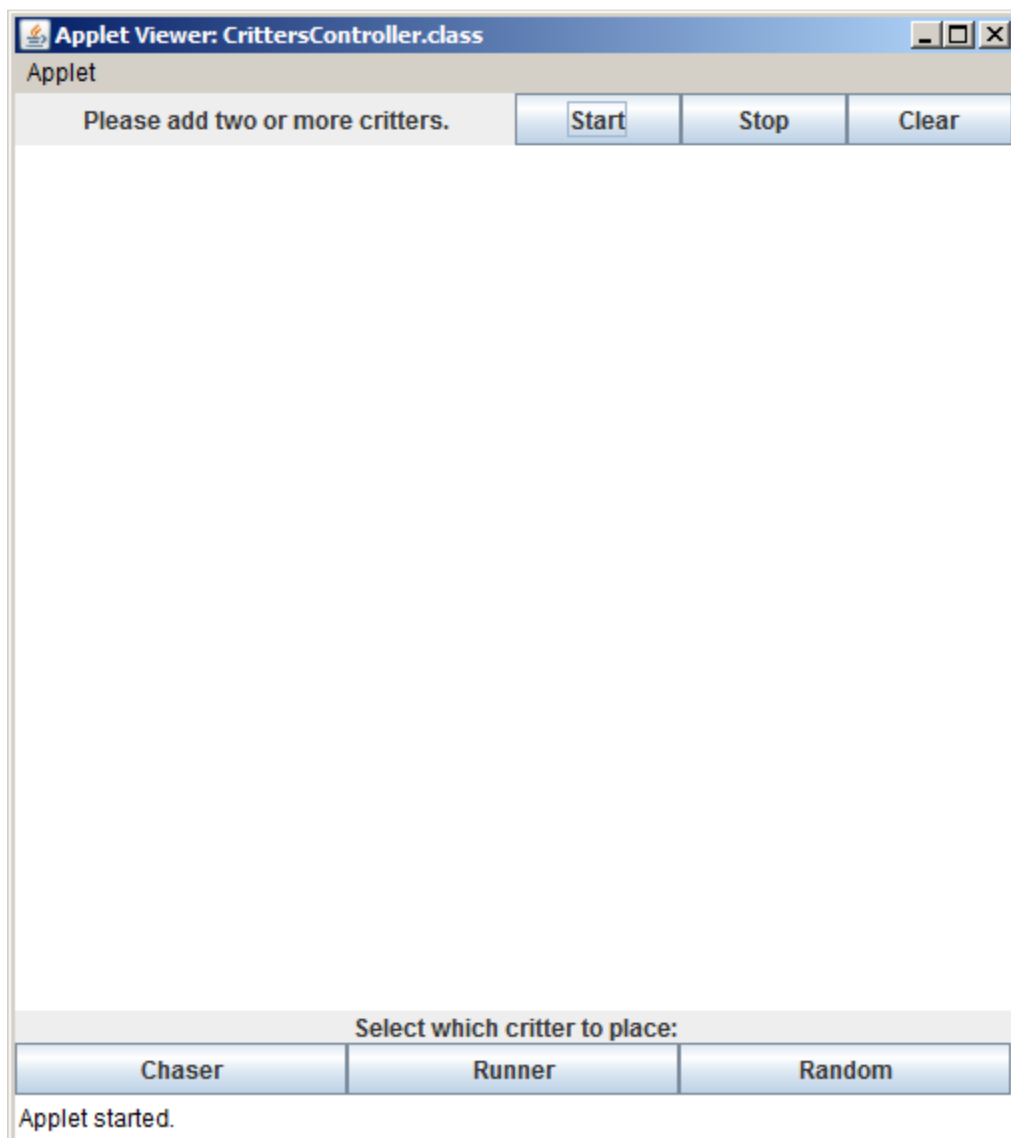 Applet Viewer: CrittersController.class
Applet
Please add two or more critters. Start Stop Clear
Select which critter to place:
Chaser Runner Random
Applet started.